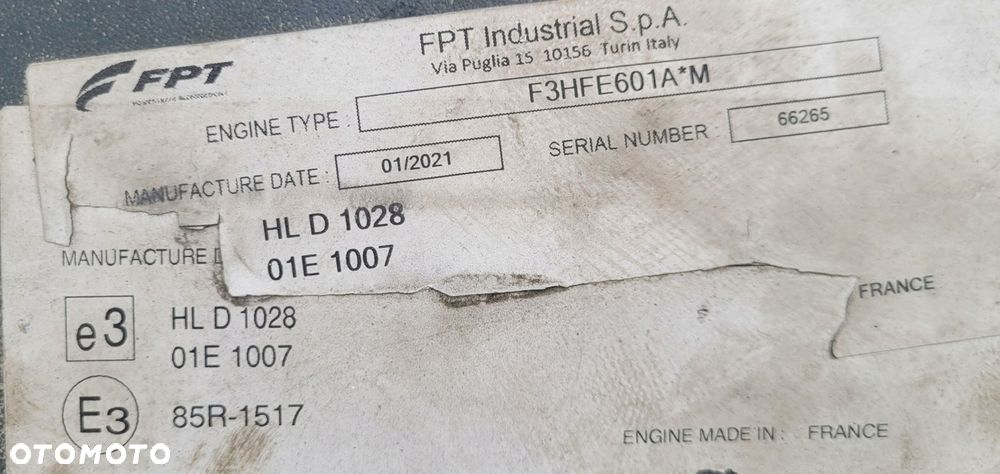 FPT Industrial S.p.A.
Via Puglia 15 10156 Turin Italy
FPT
ENGINE TYPE : F3HFE601A*M
MANUFACTURE DATE : 01/2021 SERIAL NUMBER : 66265
HL D 1028
01E 1007
MANUFACTURE
FRANCE
e3 HL D 1028
01E 1007
E3 85R-1517
ENGINE MADE IN : FRANCE
OTOMOTO